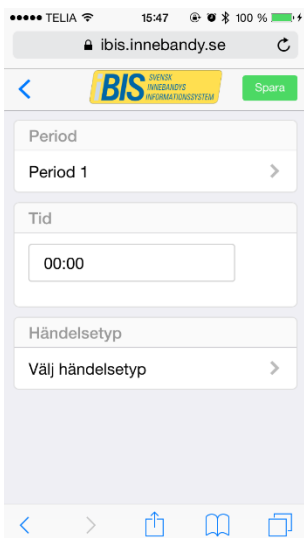 TELIA 15:47 100 %
ibis.innebandy.se
IBIS SVENSK
INNEBANDYS
INFORMATIONSSYSTEM
Spara
Period
Period 1
Tid
00:00
Händelsetyp
Välj händelsetyp